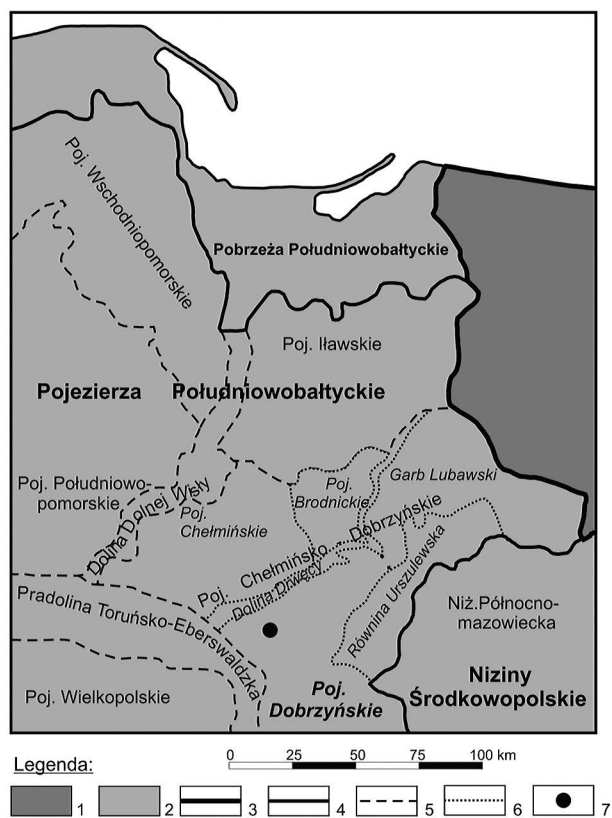 Poj. Wschodniopomorskie
Pobrzeża Południowobałtyckie
Poj. Iławskie
Pojezierza Południowobałtyckie
Poj. Południowo-
pomorskie
Dolina Dolnej Wisły
Poj.
Chełmińskie
Poj.
Brodnickie
Garb Lubawski
Poj. Chełmińsko - Dobrzyńskie
Dolina Drwęcy
Równina Urszulewska
Pradolina Toruńsko-Eberswaldzka
Niż.Północno-
mazowiecka
Poj. Wielkopolskie
Poj.
Dobrzyńskie
Niziny
Środkowopolskie
Legenda:
0 25 50 75 100 km
1 2 3 4 5 6 7